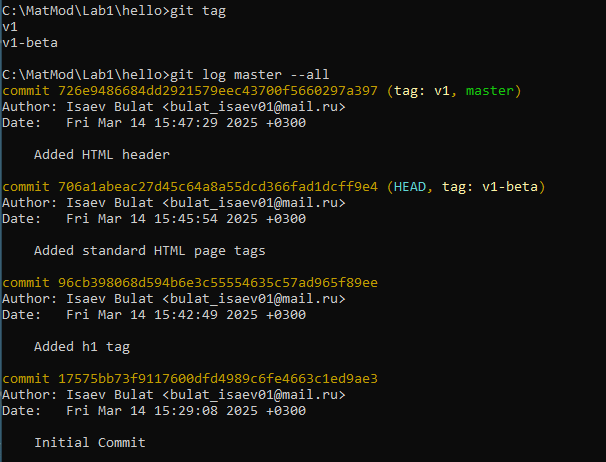 C:\MatMod\Lab1\hello>git tag
v1
v1-beta
C:\MatMod\Lab1\hello>git log master --all
commit 726e9486684dd2921579eec43700f5660297a397 (tag: v1, master)
Author: Isaev Bulat <bulat_isaev01@mail.ru>
Date:   Fri Mar 14 15:47:29 2025 +0300
Added HTML header
commit 706a1abeac27d45c64a8a55dcd366fad1dcff9e4 (HEAD, tag: v1-beta)
Author: Isaev Bulat <bulat_isaev01@mail.ru>
Date:   Fri Mar 14 15:45:54 2025 +0300
Added standard HTML page tags
commit 96cb398068d594b6e3c55554635c57ad965f89ee
Author: Isaev Bulat <bulat_isaev01@mail.ru>
Date:   Fri Mar 14 15:42:49 2025 +0300
Added h1 tag
commit 17575bb73f9117600dfd4989c6fe4663c1ed9ae3
Author: Isaev Bulat <bulat_isaev01@mail.ru>
Date:   Fri Mar 14 15:29:08 2025 +0300
Initial Commit